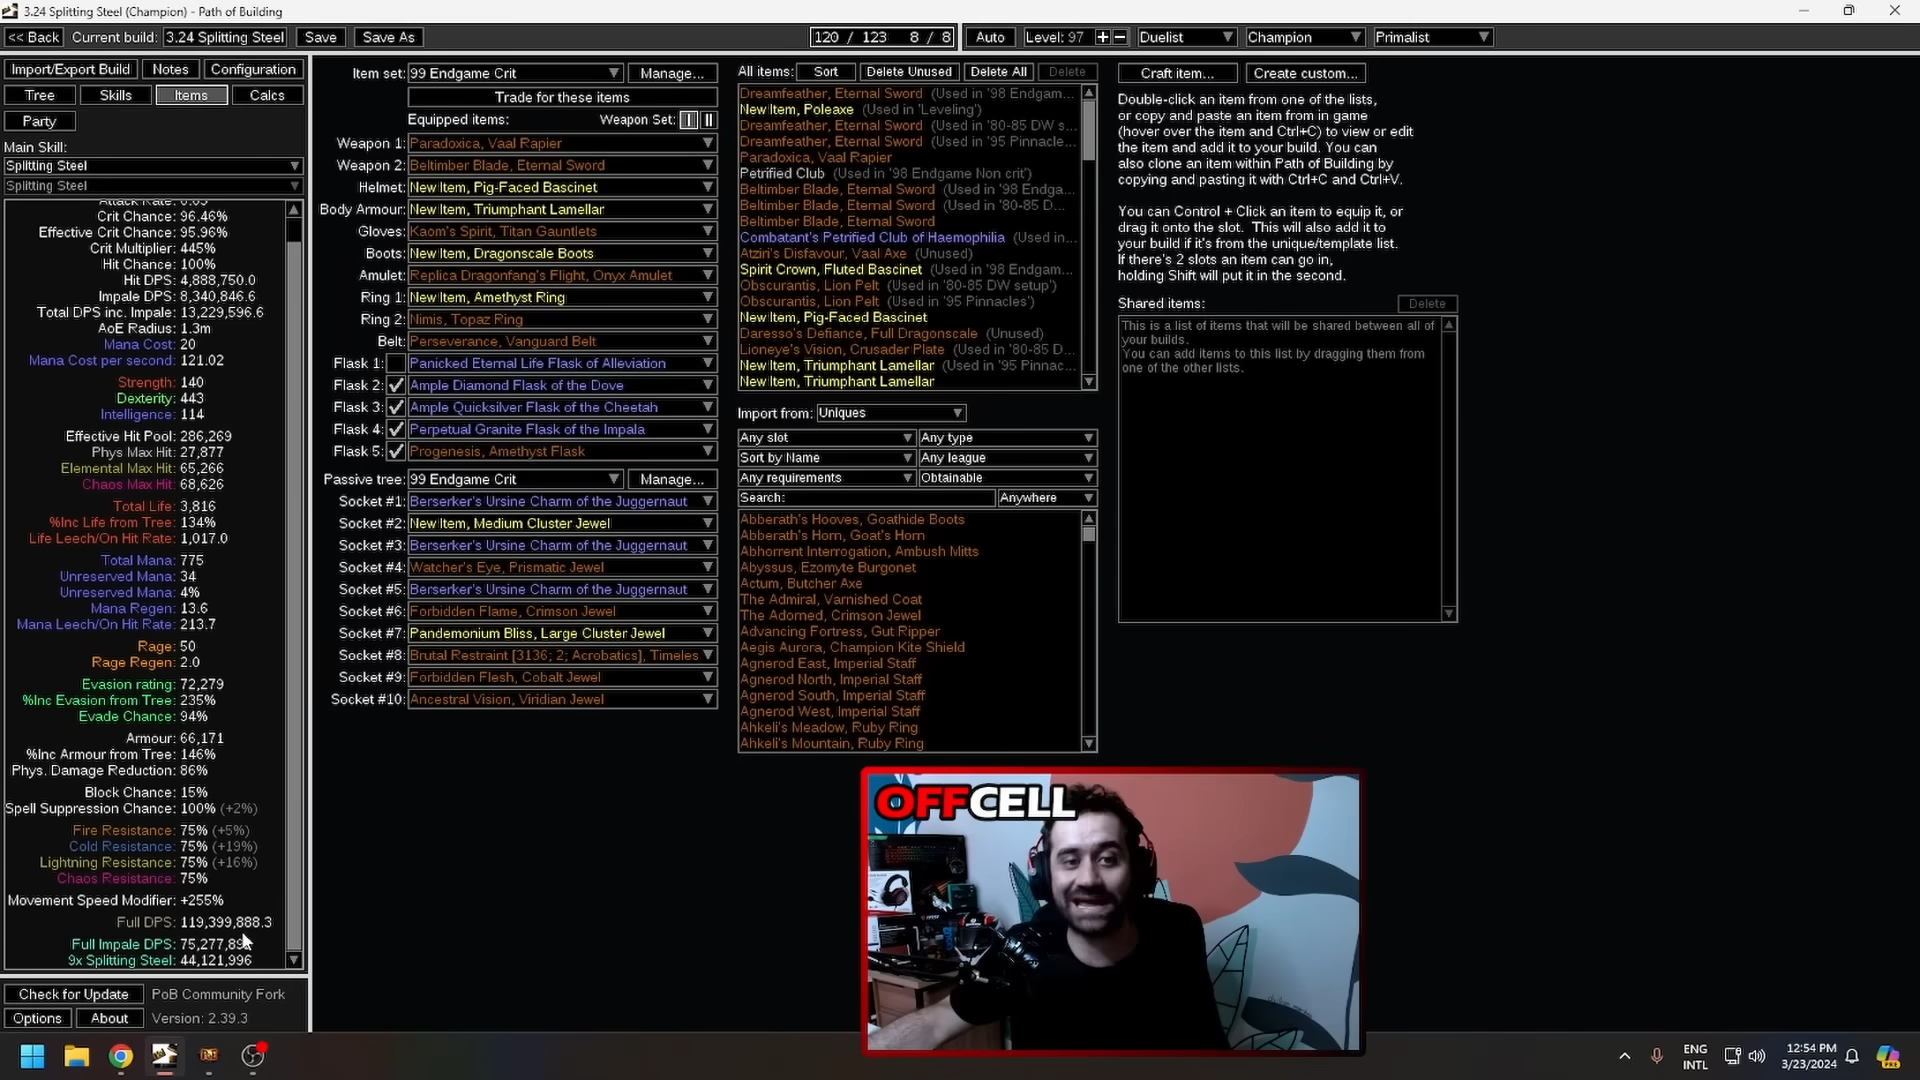 3.24 Splitting Steel (Champion) - Path of Building
<< Back Current build: 3.24 Splitting Steel Save Save As 120 / 123 8 / 8 Auto Level: 97 + - Duelist Champion Primalist
Import/Export Build Notes Configuration
Tree Skills Items Calcs
Party
Main Skill:
Splitting Steel
Splitting Steel
Crit Chance: 96.46%
Effective Crit Chance: 95.96%
Crit Multiplier: 445%
Hit Chance: 100%
Hit DPS: 4,888,750.0
Impale DPS: 8,340,846.6
Total DPS inc. Impale: 13,229,596.6
AoE Radius: 1.3m
Mana Cost: 20
Mana Cost per second: 121.02
Strength: 140
Dexterity: 443
Intelligence: 114
Effective Hit Pool: 286,269
Phys Max Hit: 27,877
Elemental Max Hit: 65,266
Chaos Max Hit: 68,626
Total Life: 3,816
%Inc Life from Tree: 134%
Life Leech/On Hit Rate: 1,017.0
Total Mana: 775
Unreserved Mana: 34
Unreserved Mana: 4%
Mana Regen: 13.6
Mana Leech/On Hit Rate: 213.7
Rage: 50
Rage Regen: 2.0
Evasion rating: 72,279
%Inc Evasion from Tree: 235%
Evade Chance: 94%
Armour: 66,171
%Inc Armour from Tree: 146%
Phys. Damage Reduction: 86%
Block Chance: 15%
Spell Suppression Chance: 100% (+2%)
Fire Resistance: 75% (+5%)
Cold Resistance: 75% (+19%)
Lightning Resistance: 75% (+16%)
Chaos Resistance: 75%
Movement Speed Modifier: +255%
Full DPS: 119,399,888.3
Full Impale DPS: 75,277,89
9x Splitting Steel: 44,121,996
Check for Update PoB Community Fork
Options About Version: 2.39.3
Item set: 99 Endgame Crit Manage...
Trade for these items
Equipped items: Weapon Set: I II
Weapon 1: Paradoxica, Vaal Rapier
Weapon 2: Beltimber Blade, Eternal Sword
Helmet: New Item, Pig-Faced Bascinet
Body Armour: New Item, Triumphant Lamellar
Gloves: Kaom's Spirit, Titan Gauntlets
Boots: New Item, Dragonscale Boots
Amulet: Replica Dragonfang's Flight, Onyx Amulet
Ring 1: New Item, Amethyst Ring
Ring 2: Nimis, Topaz Ring
Belt: Perseverance, Vanguard Belt
Flask 1: Panicked Eternal Life Flask of Alleviation
Flask 2: Ample Diamond Flask of the Dove
Flask 3: Ample Quicksilver Flask of the Cheetah
Flask 4: Perpetual Granite Flask of the Impala
Flask 5: Progenesis, Amethyst Flask
Passive tree: 99 Endgame Crit Manage...
Socket #1: Berserker's Ursine Charm of the Juggernaut
Socket #2: New Item, Medium Cluster Jewel
Socket #3: Berserker's Ursine Charm of the Juggernaut
Socket #4: Watcher's Eye, Prismatic Jewel
Socket #5: Berserker's Ursine Charm of the Juggernaut
Socket #6: Forbidden Flame, Crimson Jewel
Socket #7: Pandemonium Bliss, Large Cluster Jewel
Socket #8: Brutal Restraint [3136; 2; Acrobatics], Timeles
Socket #9: Forbidden Flesh, Cobalt Jewel
Socket #10: Ancestral Vision, Viridian Jewel
All items: Sort Delete Unused Delete All Delete
Dreamfeather, Eternal Sword (Used in '98 Endgam...
New Item, Poleaxe (Used in 'Leveling')
Dreamfeather, Eternal Sword (Used in '80-85 DW s...
Dreamfeather, Eternal Sword (Used in '95 Pinnacle...
Paradoxica, Vaal Rapier
Petrified Club (Used in '98 Endgame Non crit')
Beltimber Blade, Eternal Sword (Used in '98 Endga...
Beltimber Blade, Eternal Sword (Used in '80-85 D...
Beltimber Blade, Eternal Sword
Combatant's Petrified Club of Haemophilia (Used in...
Atziri's Disfavour, Vaal Axe (Unused)
Spirit Crown, Fluted Bascinet (Used in '98 Endgam...
Obscurantis, Lion Pelt (Used in '80-85 DW setup')
Obscurantis, Lion Pelt (Used in '95 Pinnacles')
New Item, Pig-Faced Bascinet
Daresso's Defiance, Full Dragonscale (Unused)
Lioneye's Vision, Crusader Plate (Used in '80-85 D...
New Item, Triumphant Lamellar (Used in '95 Pinnac...
New Item, Triumphant Lamellar
Import from: Uniques
Any slot Any type
Sort by Name Any league
Any requirements Obtainable
Search: Anywhere
Abberath's Hooves, Goathide Boots
Abberath's Horn, Goat's Horn
Abhorrent Interrogation, Ambush Mitts
Abyssus, Ezomyte Burgonet
Actum, Butcher Axe
The Admiral, Varnished Coat
The Adorned, Crimson Jewel
Advancing Fortress, Gut Ripper
Aegis Aurora, Champion Kite Shield
Agnerod East, Imperial Staff
Agnerod North, Imperial Staff
Agnerod South, Imperial Staff
Agnerod West, Imperial Staff
Ahkeli's Meadow, Ruby Ring
Ahkeli's Mountain, Ruby Ring
Craft item... Create custom...
Double-click an item from one of the lists,
or copy and paste an item from in game
(hover over the item and Ctrl+C) to view or edit
the item and add it to your build. You can
also clone an item within Path of Building by
copying and pasting it with Ctrl+C and Ctrl+V.
You can Control + Click an item to equip it, or
drag it onto the slot. This will also add it to
your build if it's from the unique/template list.
If there's 2 slots an item can go in,
holding Shift will put it in the second.
Shared items: Delete
This is a list of items that will be shared between all of
your builds.
You can add items to this list by dragging them from
one of the other lists.
OFFCELL
ENG
INTL
12:54 PM
3/23/2024